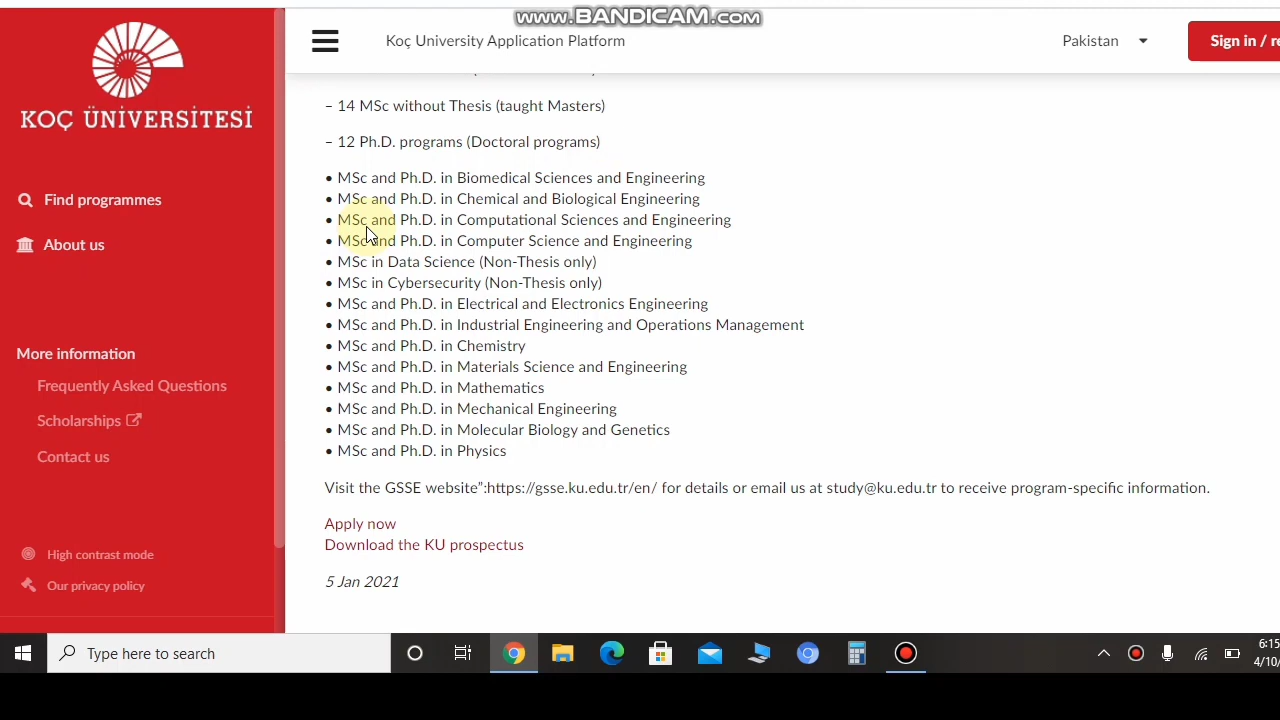 www.BANDICAM.com
Koç University Application Platform
Pakistan
Sign in / re
KOÇ ÜNİVERSİTESİ
Find programmes
About us
More information
Frequently Asked Questions
Scholarships
Contact us
High contrast mode
Our privacy policy
– 14 MSc without Thesis (taught Masters)
– 12 Ph.D. programs (Doctoral programs)
• MSc and Ph.D. in Biomedical Sciences and Engineering
• MSc and Ph.D. in Chemical and Biological Engineering
• MSc and Ph.D. in Computational Sciences and Engineering
• MSc and Ph.D. in Computer Science and Engineering
• MSc in Data Science (Non-Thesis only)
• MSc in Cybersecurity (Non-Thesis only)
• MSc and Ph.D. in Electrical and Electronics Engineering
• MSc and Ph.D. in Industrial Engineering and Operations Management
• MSc and Ph.D. in Chemistry
• MSc and Ph.D. in Materials Science and Engineering
• MSc and Ph.D. in Mathematics
• MSc and Ph.D. in Mechanical Engineering
• MSc and Ph.D. in Molecular Biology and Genetics
• MSc and Ph.D. in Physics
Visit the GSSE website”:https://gsse.ku.edu.tr/en/ for details or email us at study@ku.edu.tr to receive program-specific information.
Apply now
Download the KU prospectus
5 Jan 2021
Type here to search
6:15
4/10/